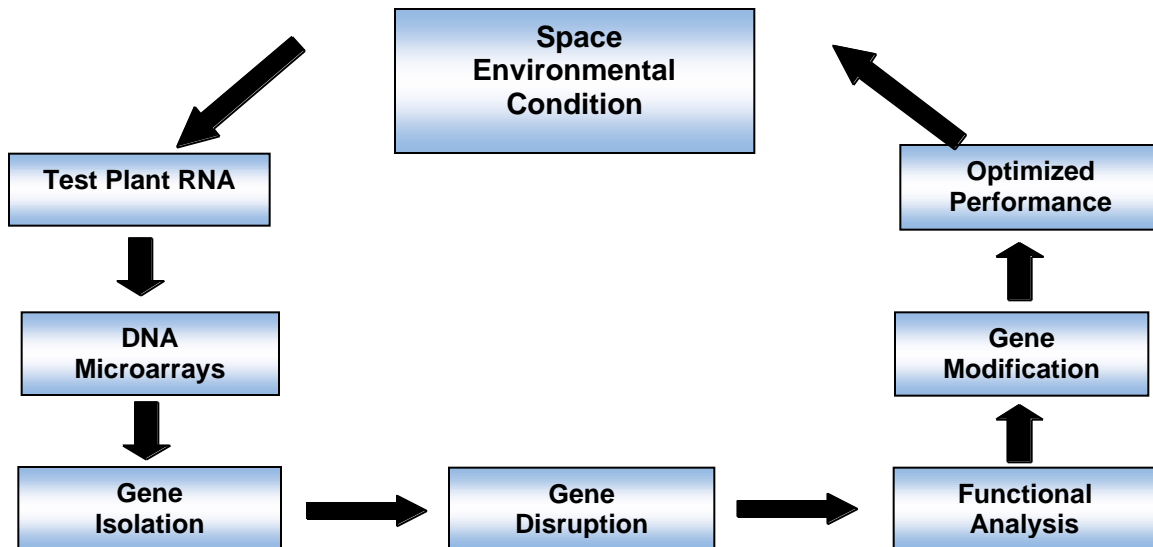 Space
Environmental
Condition
Test Plant RNA
DNA
Microarrays
Gene
Isolation
Gene
Disruption
Functional
Analysis
Gene
Modification
Optimized
Performance